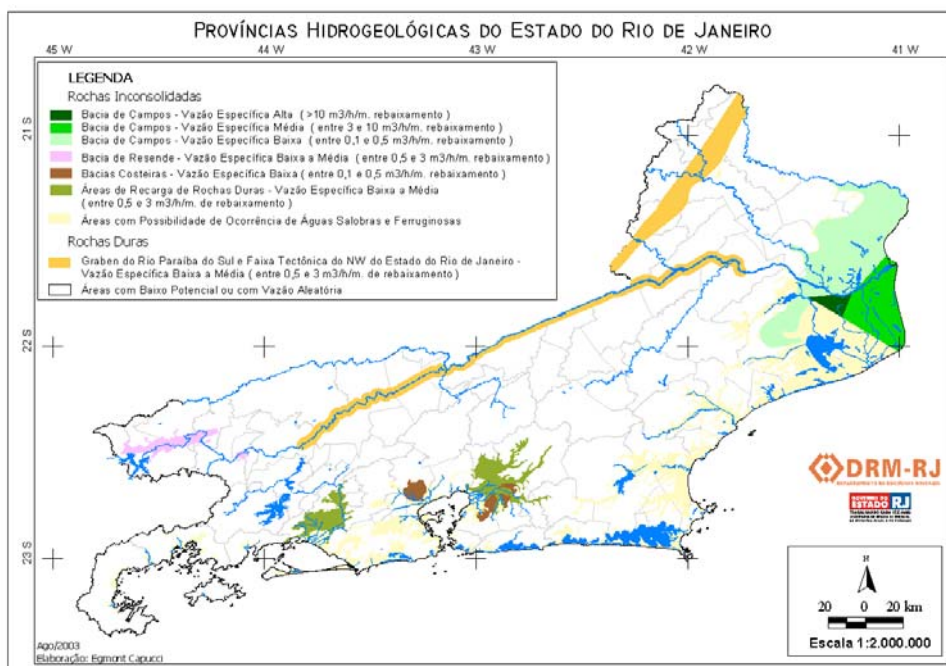 PROVÍNCIAS HIDROGEOLÓGICAS DO ESTADO DO RIO DE JANEIRO
45 W 44 W 43 W 42 W 41 W
LEGENDA
Rochas Inconsolidadas
Bacia de Campos - Vazão Específica Alta ( >10 m3/h/m. rebaixamento)
Bacia de Campos - Vazão Específica Média ( entre 3 e 10 m3/h/m. rebaixamento)
Bacia de Campos - Vazão Específica Baixa ( entre 0,1 e 0,5 m3/h/m. rebaixamento)
Bacia de Resende - Vazão Específica Baixa a Média ( entre 0,5 e 3 m3/h/m. rebaixamento)
Bacias Costeiras - Vazão Específica Baixa ( entre 0,1 e 0,5 m3/h/m. rebaixamento)
Áreas de Recarga de Rochas Duras - Vazão Específica Baixa a Média
( entre 0,5 e 3 m3/h/m. de rebaixamento)
Áreas com Possibilidade de Ocorrência de Águas Salobras e Ferruginosas
Rochas Duras
Graben do Rio Paraíba do Sul e Faixa Tectônica do NW do Estado do Rio de Janeiro -
Vazão Específica Baixa a Média ( entre 0,5 e 3 m3/h/m. de rebaixamento)
Áreas com Baixo Potencial ou com Vazão Aleatória
21 S
22 S
23 S
DRM-RJ
GOVERNO DO
ESTADO RJ
N
20 0 20 km
Escala 1:2.000.000
Ago/2003
Elaboração: Egmont Capucci